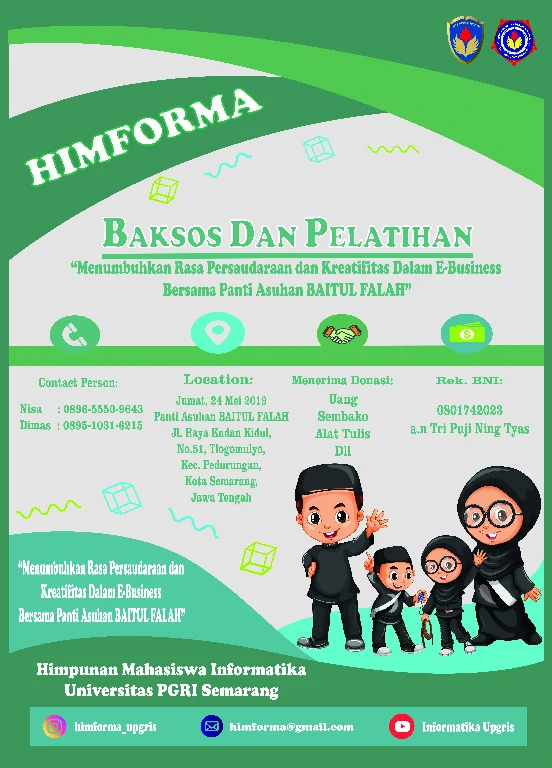 HIMFORMA
BAKSOS DAN PELATIHAN
“Menumbuhkan Rasa Persaudaraan dan Kreatifitas Dalam E-Business
Bersama Panti Asuhan BAITUL FALAH”
Contact Person:
Nisa : 0896-5550-9643
Dimas : 0895-1031-6215
Location:
Jumat, 24 Mei 2019
Panti Asuhan BAITUL FALAH
Jl. Raya Kudan Kidul,
No.51, Tlogomulyo,
Kec. Pedurungan,
Kota Semarang,
Jawa Tengah
Menerima Donasi:
Uang
Sembako
Alat Tulis
Dll
Rek. BNI:
0801742023
a.n Tri Puji Ning Tyas
“Menumbuhkan Rasa Persaudaraan dan
Kreatifitas Dalam E-Business
Bersama Panti Asuhan BAITUL FALAH”
Himpunan Mahasiswa Informatika
Universitas PGRI Semarang
himforma_upgris
himforma@gmail.com
Informatika Upgris